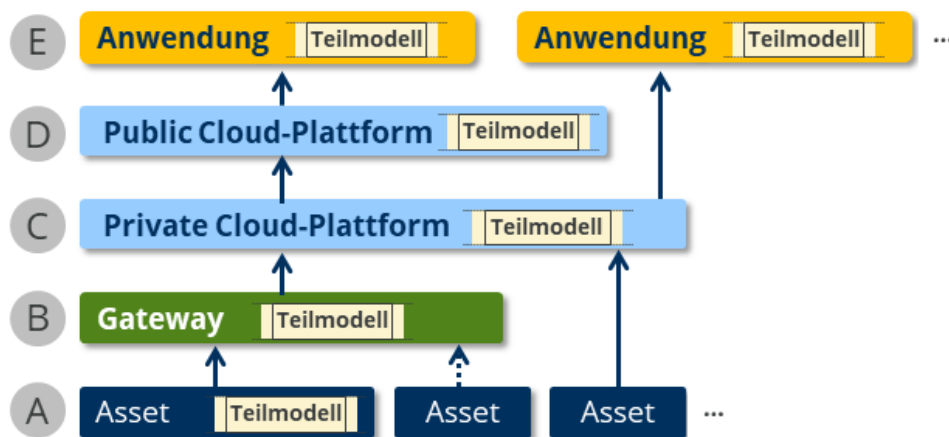 E Anwendung Teilmodell Anwendung Teilmodell ...
D Public Cloud-Plattform Teilmodell
C Private Cloud-Plattform Teilmodell
B Gateway Teilmodell
A Asset Teilmodell Asset Asset ...